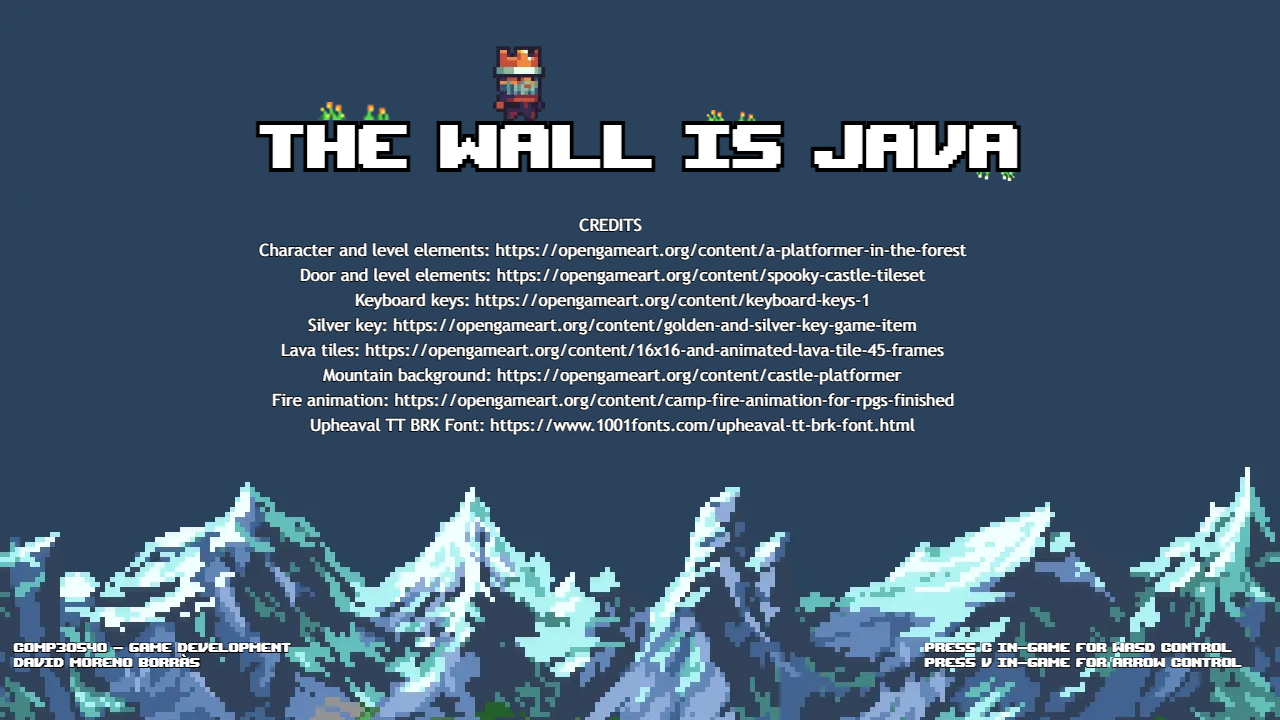 THE WALL IS JAVA
CREDITS
Character and level elements: https://opengameart.org/content/a-platformer-in-the-forest
Door and level elements: https://opengameart.org/content/spooky-castle-tileset
Keyboard keys: https://opengameart.org/content/keyboard-keys-1
Silver key: https://opengameart.org/content/golden-and-silver-key-game-item
Lava tiles: https://opengameart.org/content/16x16-and-animated-lava-tile-45-frames
Mountain background: https://opengameart.org/content/castle-platformer
Fire animation: https://opengameart.org/content/camp-fire-animation-for-rpgs-finished
Upheaval TT BRK Font: https://www.1001fonts.com/upheaval-tt-brk-font.html
COMP30540 - GAME DEVELOPMENT
DAVID MORENO BORRÀS
PRESS C IN-GAME FOR WASD CONTROL
PRESS V IN-GAME FOR ARROW CONTROL